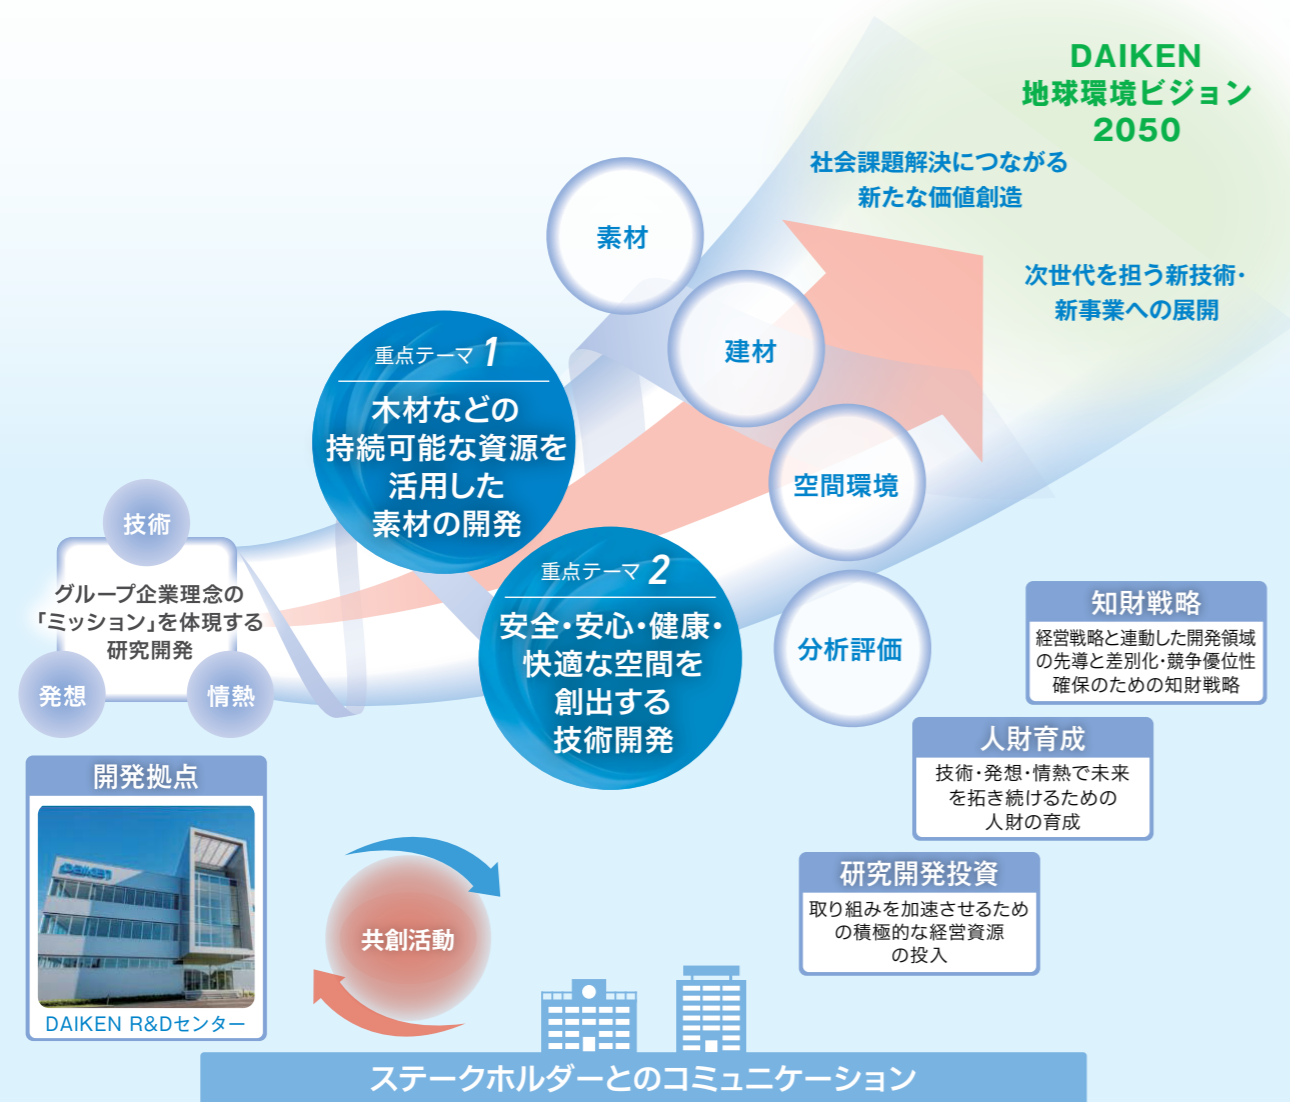 DAIKEN
地球環境ビジョン
2050
社会課題解決につながる
新たな価値創造
次世代を担う新技術・
新事業への展開
素材
建材
空間環境
分析評価
重点テーマ 1
木材などの
持続可能な資源を
活用した
素材の開発
重点テーマ 2
安全・安心・健康・
快適な空間を
創出する
技術開発
技術
グループ企業理念の
「ミッション」を体現する
研究開発
発想
情熱
開発拠点
DAIKEN
DAIKEN R&Dセンター
共創活動
知財戦略
経営戦略と連動した開発領域
の先導と差別化・競争優位性
確保のための知財戦略
人財育成
技術・発想・情熱で未来
を拓き続けるための
人財の育成
研究開発投資
取り組みを加速させるため
の積極的な経営資源
の投入
ステークホルダーとのコミュニケーション